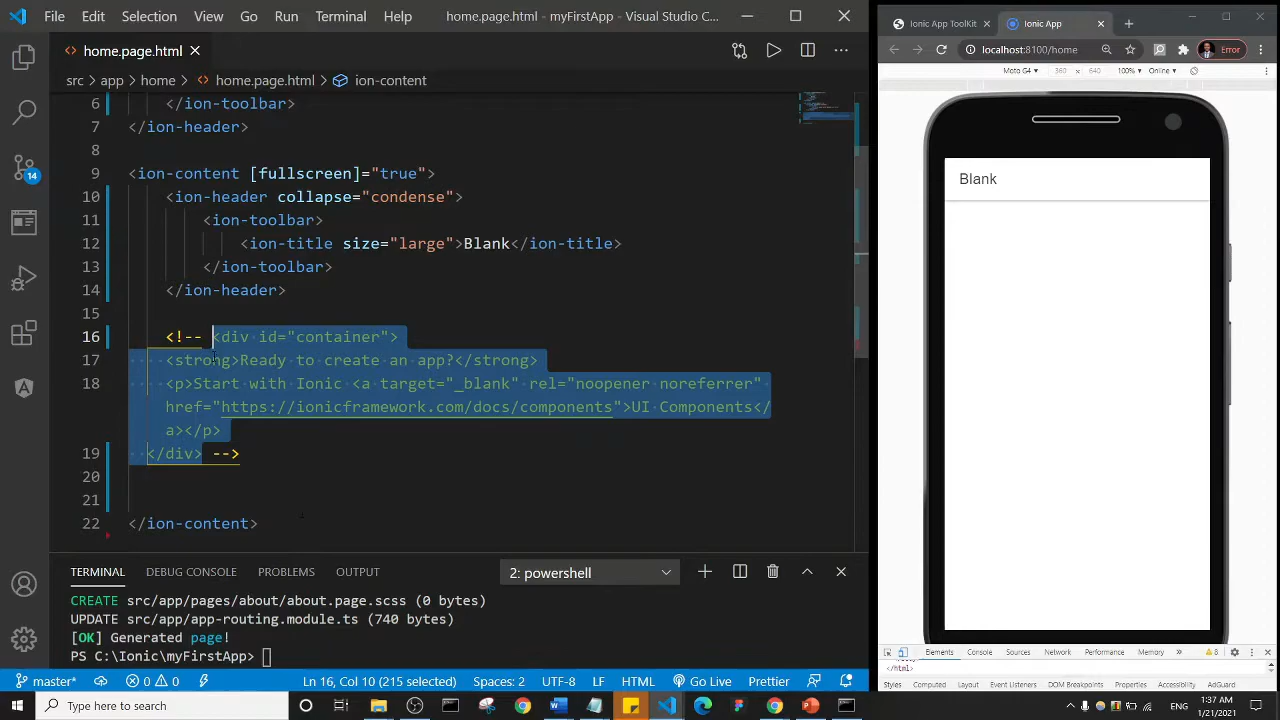 File Edit Selection View Go Run Terminal Help home.page.html - myFirstApp - Visual Studio C...
home.page.html
src > app > home > home.page.html > ion-content
6 </ion-toolbar>
7 </ion-header>
8
9 <ion-content [fullscreen]="true">
10 <ion-header collapse="condense">
11 <ion-toolbar>
12 <ion-title size="large">Blank</ion-title>
13 </ion-toolbar>
14 </ion-header>
15
16 <!-- <div id="container">
17 <strong>Ready to create an app?</strong>
18 <p>Start with Ionic <a target="_blank" rel="noopener noreferrer"
href="https://ionicframework.com/docs/components">UI Components</
a></p>
19 </div> -->
20
21
22 </ion-content>
14
TERMINAL DEBUG CONSOLE PROBLEMS OUTPUT 2: powershell
CREATE src/app/pages/about/about.page.scss (0 bytes)
UPDATE src/app/app-routing.module.ts (740 bytes)
[OK] Generated page!
PS C:\Ionic\myFirstApp>
master* 0 0 Ln 16, Col 10 (215 selected) Spaces: 2 UTF-8 LF HTML Go Live Prettier
Ionic App ToolKit Ionic App
localhost:8100/home Error
Moto G4 360 x 640 100% Online
Blank
Elements Console Sources Network Performance Memory » 8
</html>
Styles Computed Layout Event Listeners DOM Breakpoints Properties Accessibility AdGuard
Type here to search
1:37 AM
1/21/2021